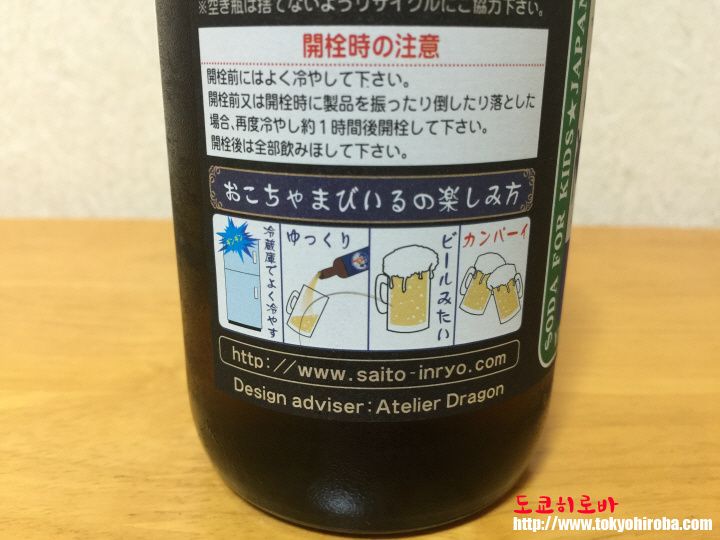 ※空き瓶は捨てないようリサイクルにご協力下さい。
開栓時の注意
開栓前にはよく冷やして下さい。
開栓前又は開栓時に製品を振ったり倒したり落とした
場合、再度冷やし約1時間後開栓して下さい。
開栓後は全部飲みほして下さい。
おこちゃまびいるの楽しみ方
キンキン
冷蔵庫でよく冷やす
ゆっくり
ビールみたい
カンパーイ
http://www.saito-inryo.com
Design adviser:Atelier Dragon
SODA FOR KIDS★JAPAN
도쿄히로바
http://www.tokyohiroba.com